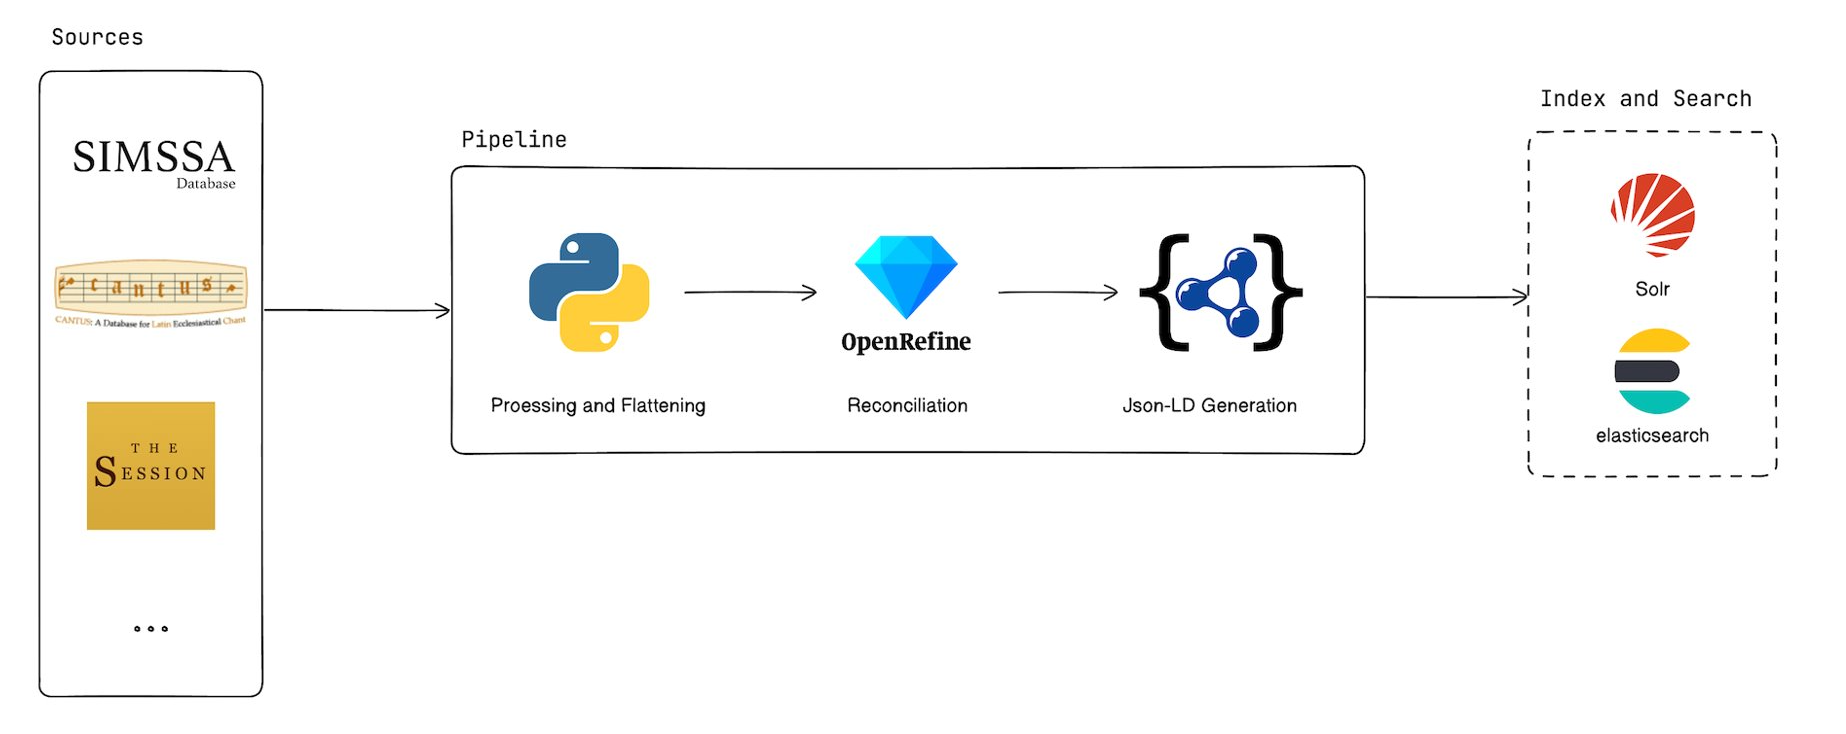 Sources
SIMSSA
Database
cantus
CANTUS: A Database for Latin Ecclesiastical Chant
THE
SESSION
Pipeline
OpenRefine
Proessing and Flattening
Reconciliation
Json-LD Generation
Index and Search
Solr
elasticsearch